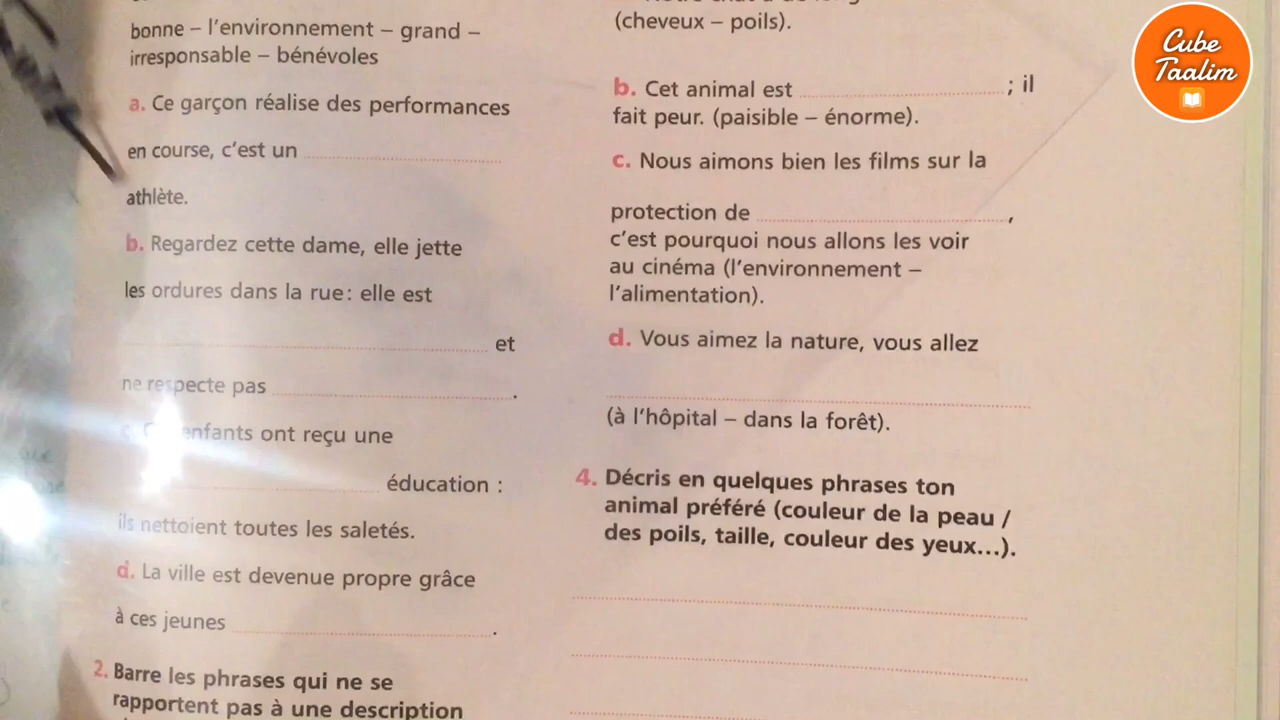 bonne – l'environnement – grand –
irresponsable – bénévoles
a. Ce garçon réalise des performances
en course, c'est un
athlète.
b. Regardez cette dame, elle jette
les ordures dans la rue : elle est
et
ne respecte pas .
enfants ont reçu une
éducation :
ils nettoient toutes les saletés.
d. La ville est devenue propre grâce
à ces jeunes .
2. Barre les phrases qui ne se
rapportent pas à une description
(cheveux – poils).
b. Cet animal est ; il
fait peur. (paisible – énorme).
c. Nous aimons bien les films sur la
protection de ,
c'est pourquoi nous allons les voir
au cinéma (l'environnement –
l'alimentation).
d. Vous aimez la nature, vous allez
(à l'hôpital – dans la forêt).
4. Décris en quelques phrases ton
animal préféré (couleur de la peau /
des poils, taille, couleur des yeux...).
Cube
Taalim